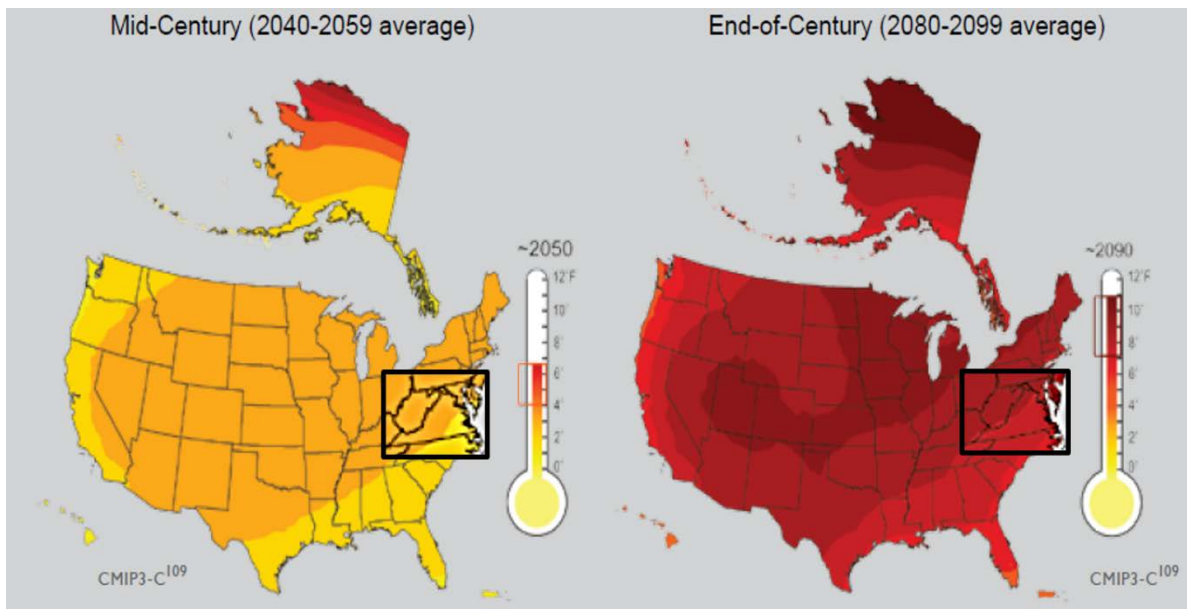 Mid-Century (2040-2059 average)
End-of-Century (2080-2099 average)
~2050
12°F
10°
8°
6°
4°
2°
0°
~2090
12°F
10°
8°
6°
4°
2°
0°
CMIP3-C109
CMIP3-C109